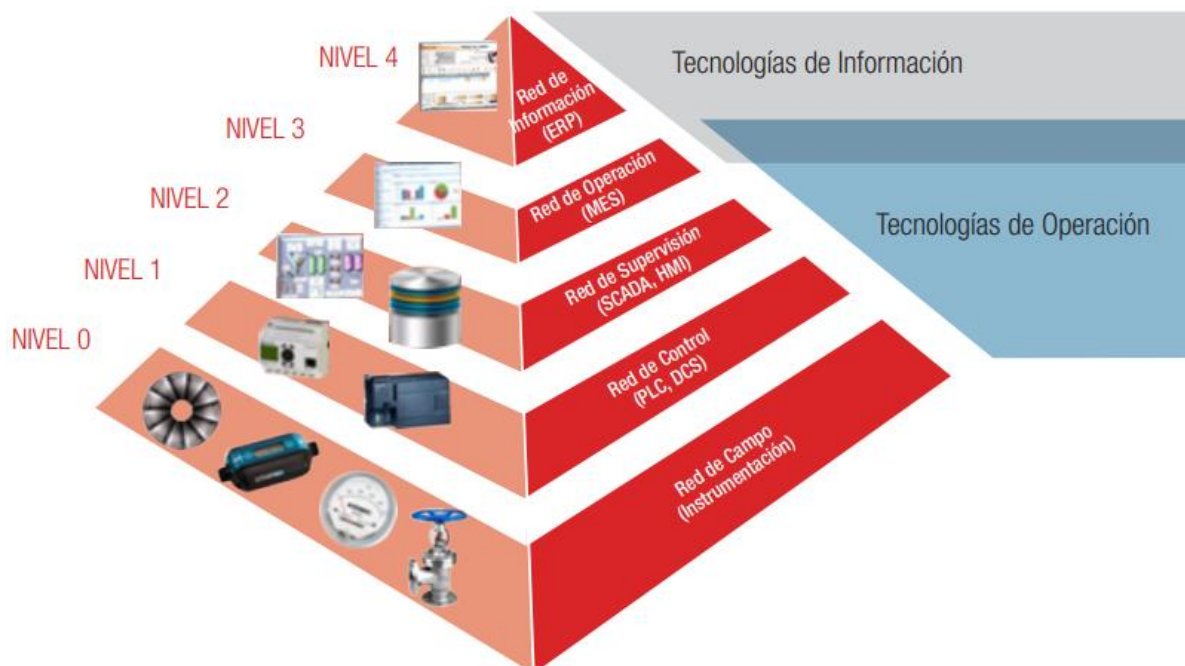 NIVEL 4
Red de
Información
(ERP)
Tecnologías de Información
NIVEL 3
Red de Operación
(MES)
Tecnologías de Operación
NIVEL 2
Red de Supervisión
(SCADA, HMI)
NIVEL 1
Red de Control
(PLC, DCS)
NIVEL 0
Red de Campo
(Instrumentación)